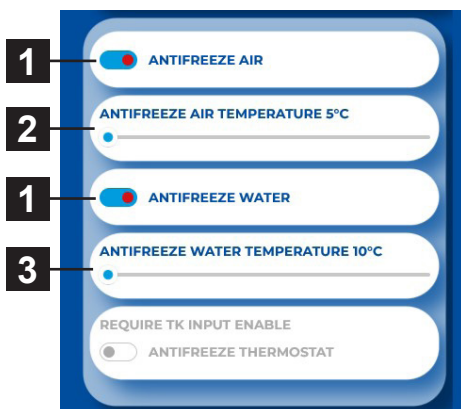 1
ANTIFREEZE AIR
2
ANTIFREEZE AIR TEMPERATURE 5°C
1
ANTIFREEZE WATER
3
ANTIFREEZE WATER TEMPERATURE 10°C
REQUIRE TK INPUT ENABLE
ANTIFREEZE THERMOSTAT